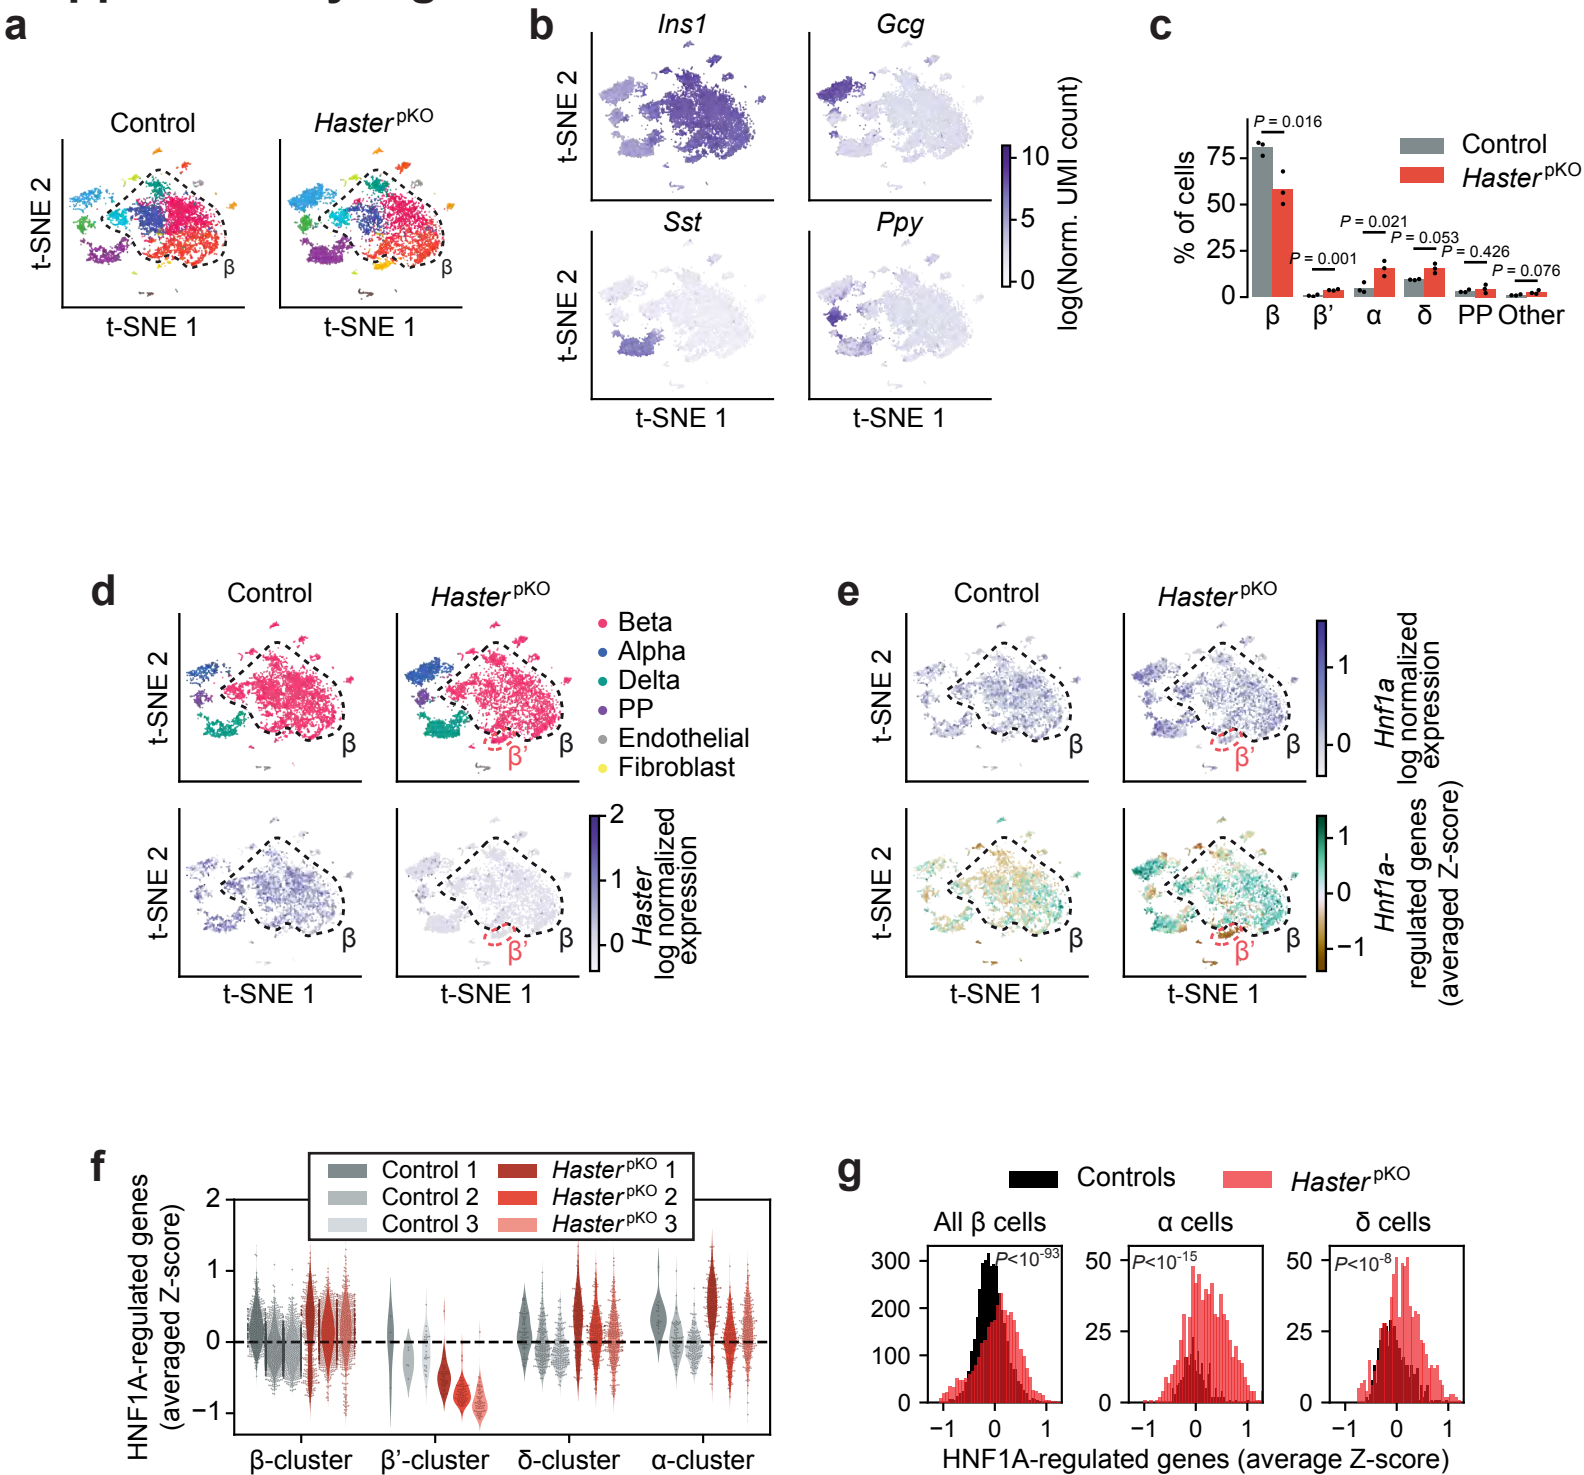 a
Control
Haster pKO
t-SNE 2
β
β
t-SNE 1
t-SNE 1
b
Ins1
Gcg
t-SNE 2
Sst
Ppy
t-SNE 2
t-SNE 1
t-SNE 1
10
5
0
log(Norm. UMI count)
c
% of cells
75
50
25
0
P = 0.016
P = 0.001
P = 0.021
P = 0.053
P = 0.426
P = 0.076
Control
Haster pKO
β
β’
α
δ
PP
Other
d
Control
Haster pKO
t-SNE 2
β
β’
β
Beta
Alpha
Delta
PP
Endothelial
Fibroblast
t-SNE 2
β
β’
β
t-SNE 1
t-SNE 1
2
1
0
Haster
log normalized
expression
e
Control
Haster pKO
t-SNE 2
β
β’
β
1
0
Hnf1a
log normalized
expression
t-SNE 2
β
β’
β
t-SNE 1
t-SNE 1
1
0
−1
Hnf1a-
regulated genes
(averaged Z-score)
f
Control 1
Control 2
Control 3
Haster pKO 1
Haster pKO 2
Haster pKO 3
HNF1A-regulated genes
(averaged Z-score)
2
1
0
−1
β-cluster
β’-cluster
δ-cluster
α-cluster
g
Controls
Haster pKO
All β cells
α cells
δ cells
P<10-93
P<10-15
P<10-8
300
200
100
0
50
25
0
50
25
0
−1
0
1
−1
0
1
−1
0
1
HNF1A-regulated genes (average Z-score)